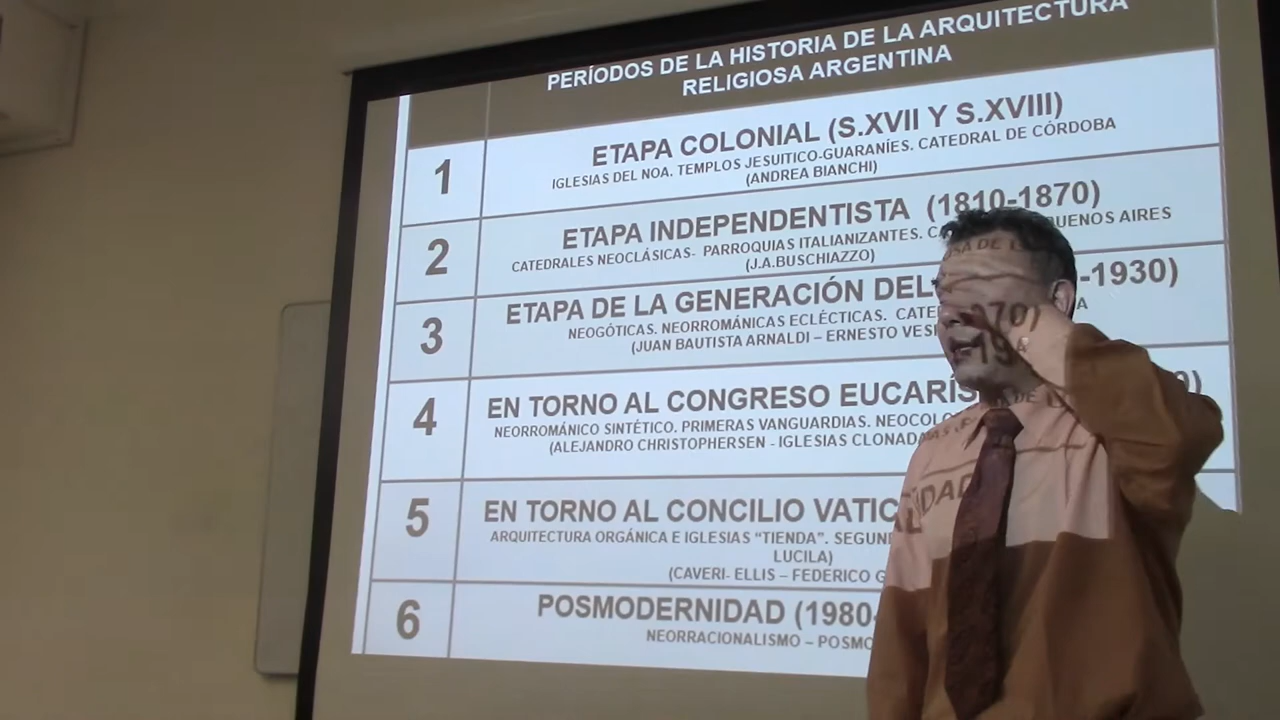 PERÍODOS DE LA HISTORIA DE LA ARQUITECTURA
RELIGIOSA ARGENTINA
1
ETAPA COLONIAL (S.XVII Y S.XVIII)
IGLESIAS DEL NOA. TEMPLOS JESUITICO-GUARANÍES. CATEDRAL DE CÓRDOBA
(ANDREA BIANCHI)
2
ETAPA INDEPENDENTISTA (1810-1870)
CATEDRALES NEOCLÁSICAS- PARROQUIAS ITALIANIZANTES. BUENOS AIRES
(J.A.BUSCHIAZZO)
3
ETAPA DE LA GENERACIÓN DEL -1930)
NEOGÓTICAS. NEORROMÁNICAS ECLÉCTICAS.
(JUAN BAUTISTA ARNALDI – ERNESTO
4
EN TORNO AL CONGRESO
NEORROMÁNICO SINTÉTICO. PRIMERAS VANGUARDIAS.
(ALEJANDRO CHRISTOPHERSEN - IGLESIAS
5
EN TORNO AL CONCILIO
ARQUITECTURA ORGÁNICA E IGLESIAS “TIENDA”.
LUCILA)
(CAVERI- ELLIS – FEDERICO
6
POSMODERNIDAD (1980-
NEORRACIONALISMO –